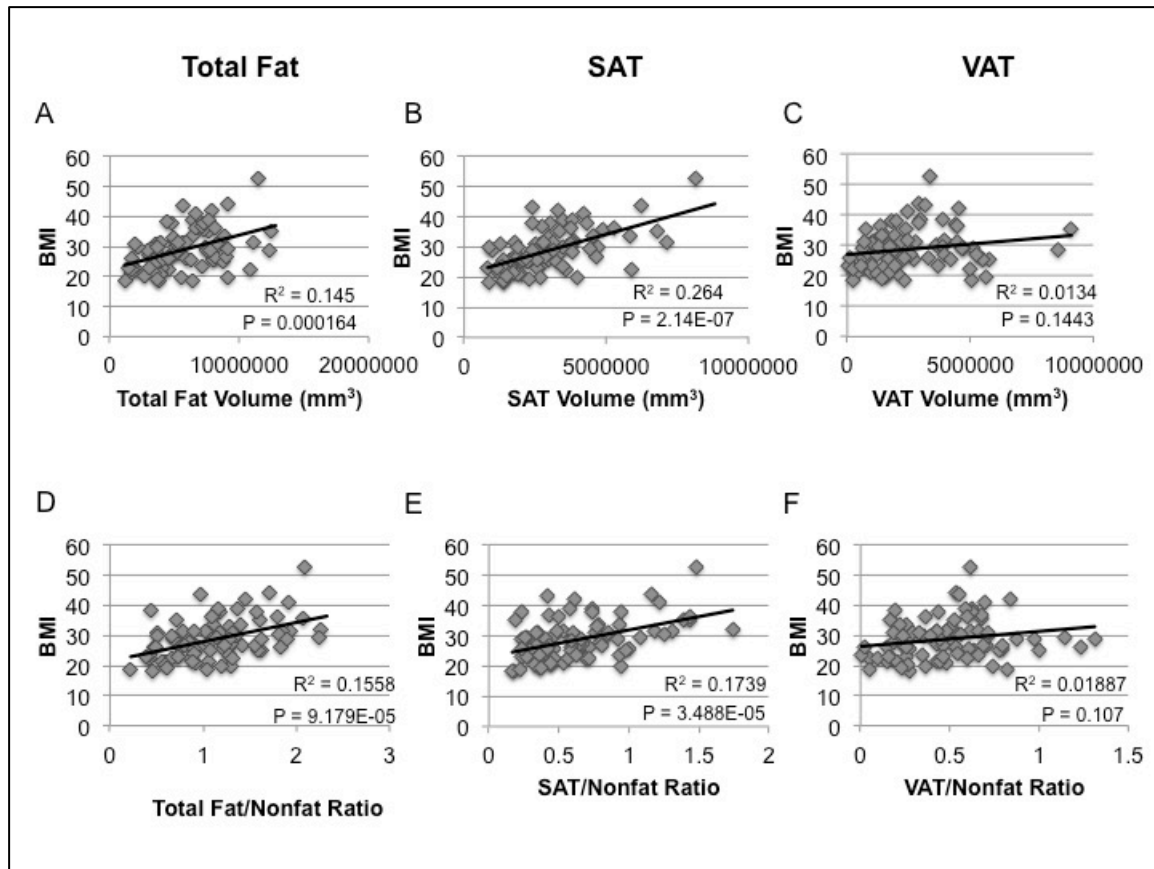 Total Fat SAT VAT
A B C
BMI
60
50
40
30
20
10
0
R² = 0.145
P = 0.000164
0 10000000 20000000
Total Fat Volume (mm³)
BMI
60
50
40
30
20
10
0
R² = 0.264
P = 2.14E-07
0 5000000 10000000
SAT Volume (mm³)
BMI
60
50
40
30
20
10
0
R² = 0.0134
P = 0.1443
0 5000000 10000000
VAT Volume (mm³)
D E F
BMI
60
50
40
30
20
10
0
R² = 0.1558
P = 9.179E-05
0 1 2 3
Total Fat/Nonfat Ratio
BMI
60
50
40
30
20
10
0
R² = 0.1739
P = 3.488E-05
0 0.5 1 1.5 2
SAT/Nonfat Ratio
BMI
60
50
40
30
20
10
0
R² = 0.01887
P = 0.107
0 0.5 1 1.5
VAT/Nonfat Ratio